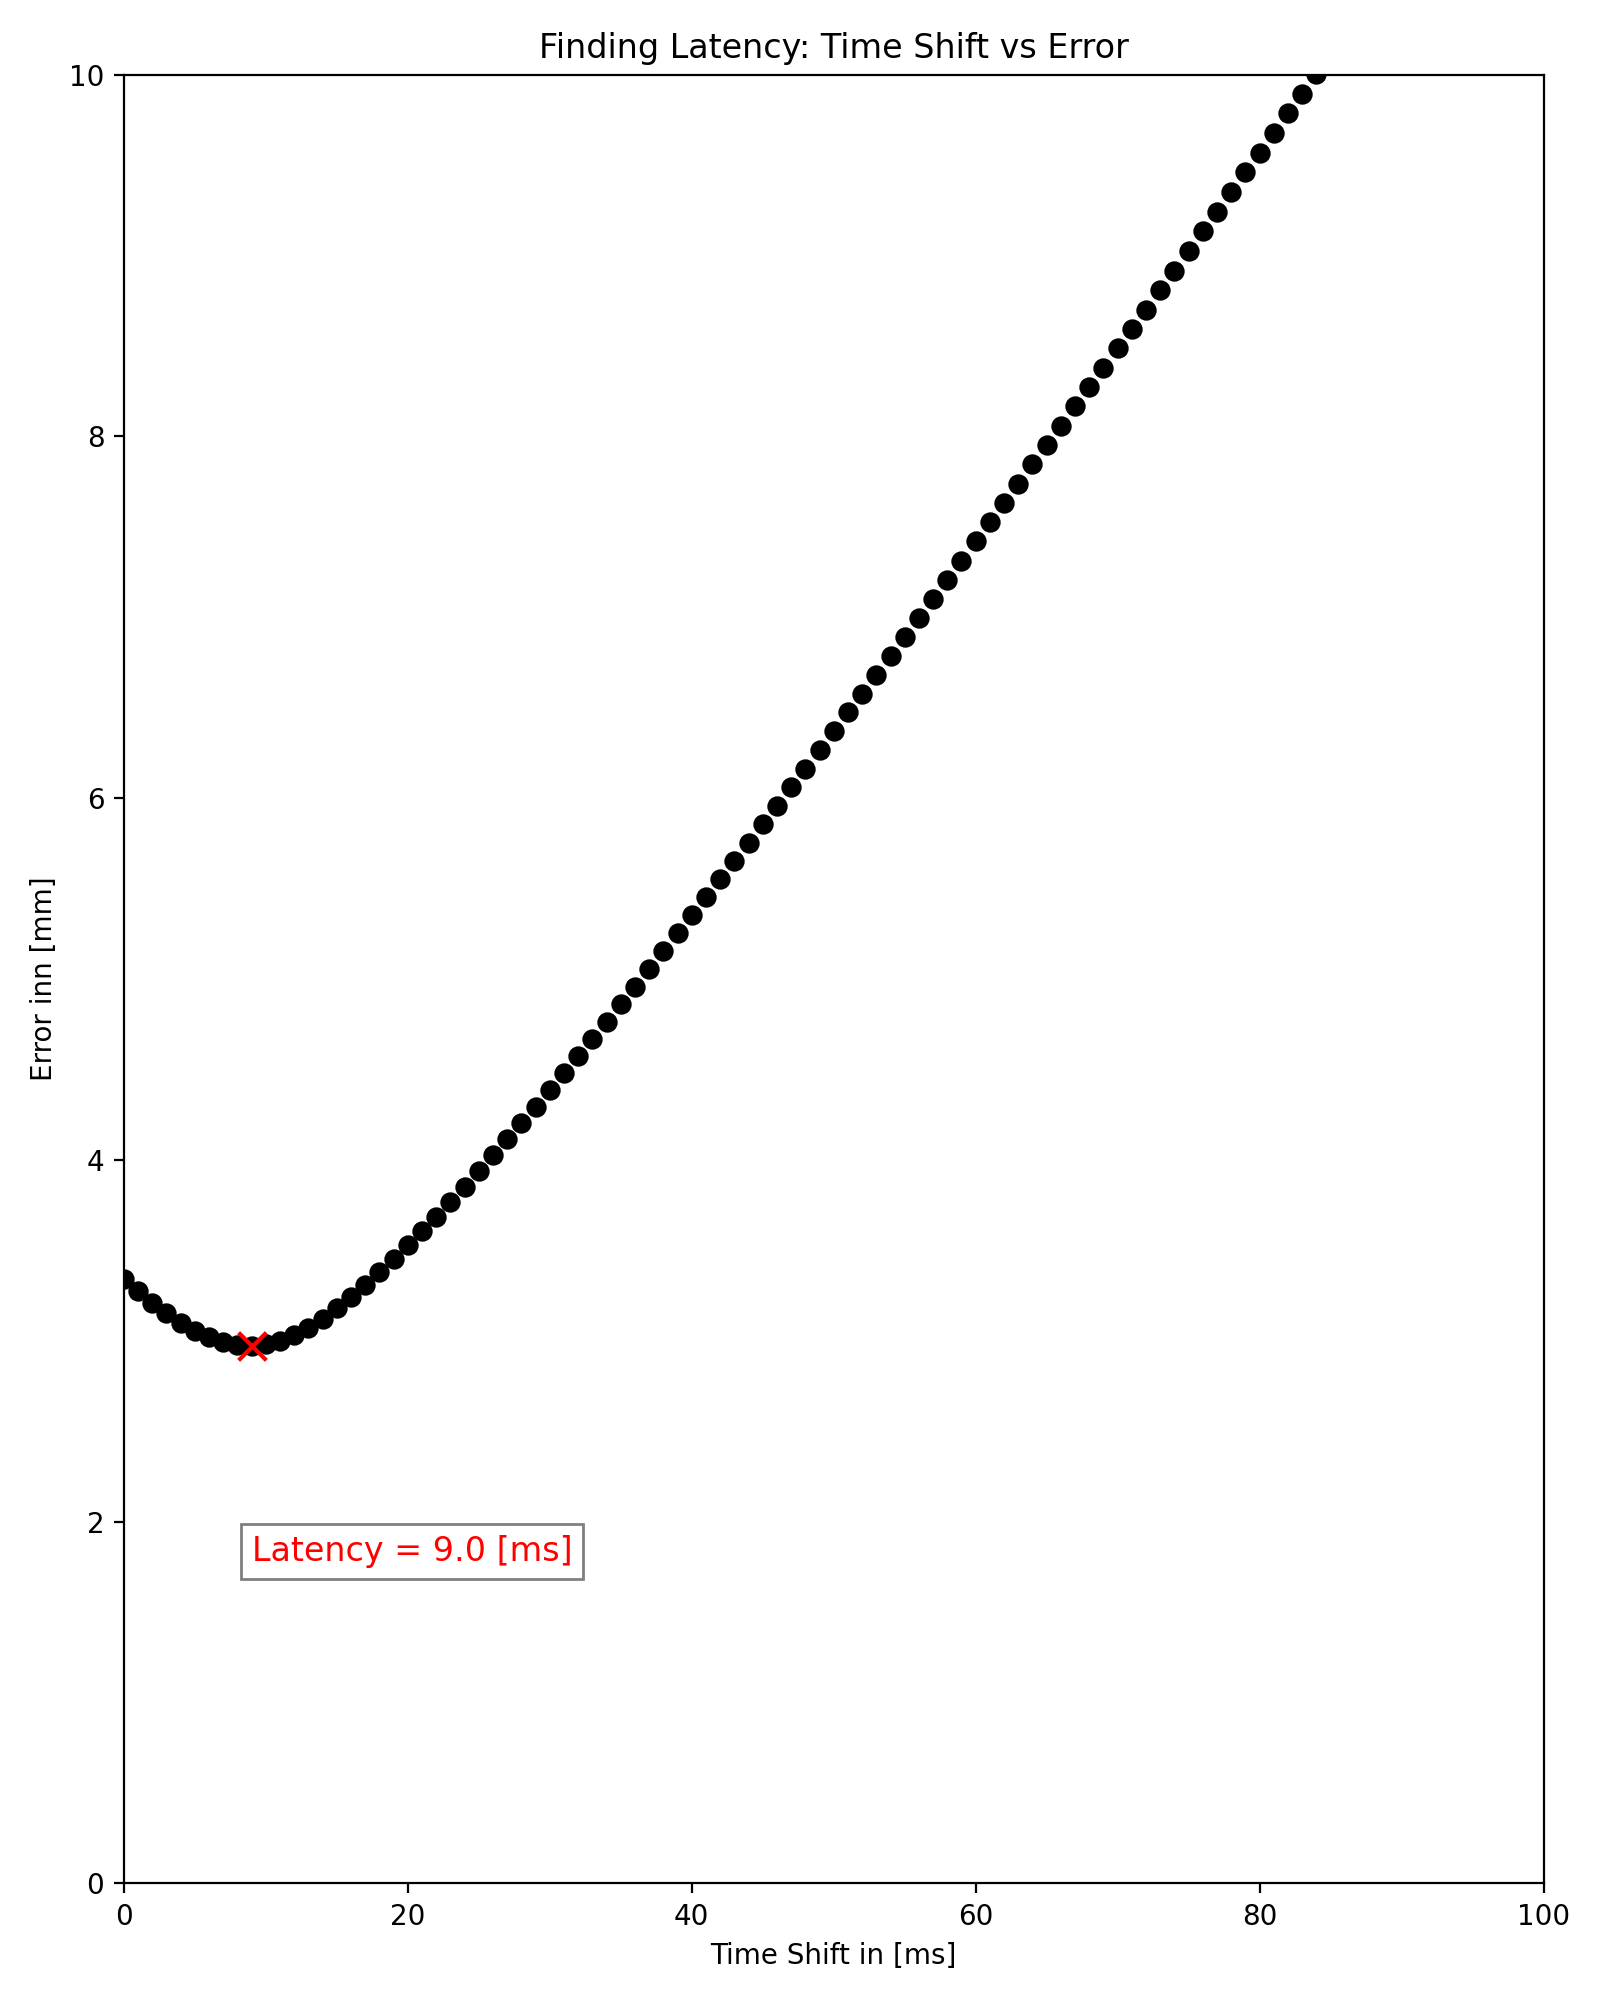 Finding Latency: Time Shift vs Error
10
8
6
4
2
0
Error inn [mm]
Latency = 9.0 [ms]
0 20 40 60 80 100
Time Shift in [ms]